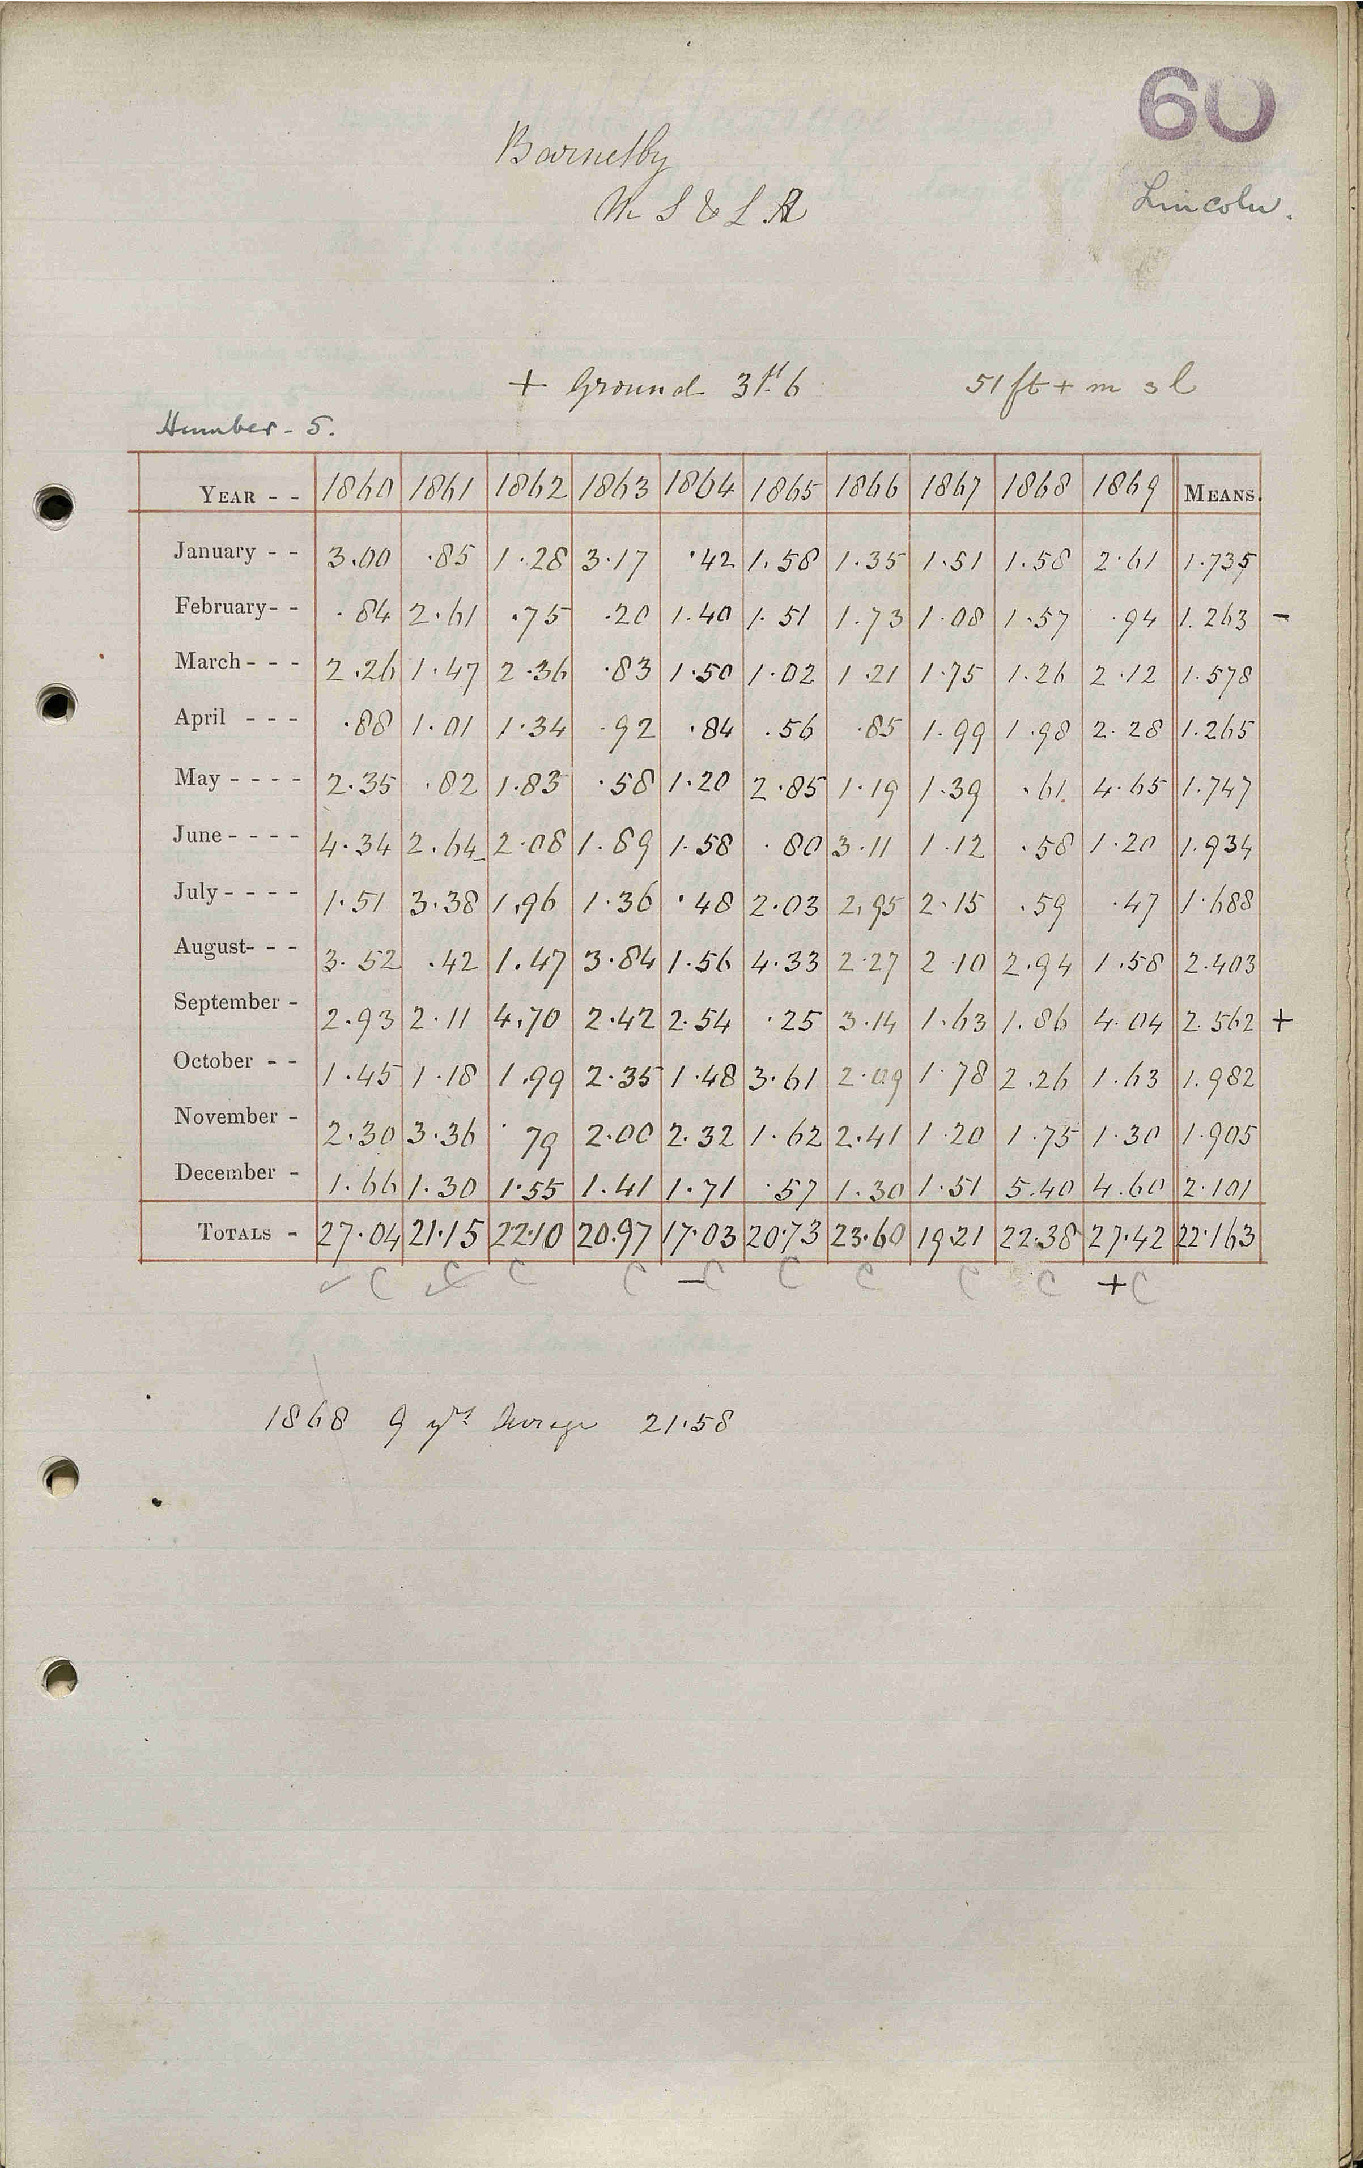 60
Barnetby
M S & L R
Lincoln.
+ Ground 3ft 6
51 ft + m s l
Humber - 5.
YEAR - - 1860 1861 1862 1863 1864 1865 1866 1867 1868 1869 MEANS.
January - - 3.00 .85 1.28 3.17 .42 1.58 1.35 1.51 1.58 2.61 1.735
February- - .84 2.61 .75 .20 1.40 1.51 1.73 1.08 1.57 .94 1.263 -
March - - - 2.26 1.47 2.36 .83 1.50 1.02 1.21 1.75 1.26 2.12 1.578
April - - - .88 1.01 1.34 .92 .84 .56 .85 1.99 1.98 2.28 1.265
May - - - - 2.35 .82 1.83 .58 1.20 2.85 1.19 1.39 .61 4.65 1.747
June - - - - 4.34 2.64 2.08 1.89 1.58 .80 3.11 1.12 .58 1.20 1.934
July - - - - 1.51 3.38 1.96 1.36 .48 2.03 2.95 2.15 .59 .47 1.688
August- - - 3.52 .42 1.47 3.84 1.56 4.33 2.27 2.10 2.94 1.58 2.403
September - 2.93 2.11 4.70 2.42 2.54 .25 3.14 1.63 1.86 4.04 2.562 +
October - - 1.45 1.18 1.99 2.35 1.48 3.61 2.09 1.78 2.26 1.63 1.982
November - 2.30 3.36 .79 2.00 2.32 1.62 2.41 1.20 1.75 1.30 1.905
December - 1.66 1.30 1.55 1.41 1.71 .57 1.30 1.51 5.40 4.60 2.101
TOTALS - 27.04 21.15 22.10 20.97 17.03 20.73 23.60 19.21 22.38 27.42 22.163
✓ C ✓ C C C - C C C C C + C
1868 9 yrs Average 21.58